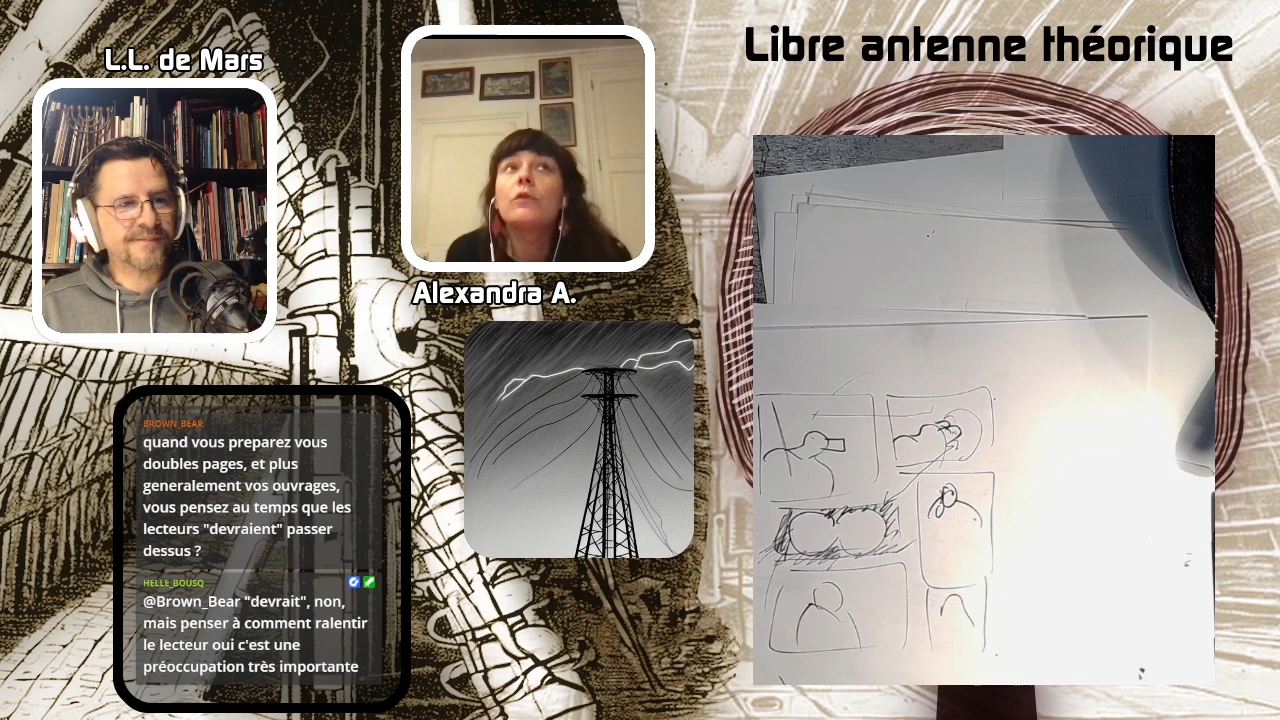 L.L. de Mars
Libre antenne théorique
Alexandra A.
BROWN_BEAR
quand vous preparez vous
doubles pages, et plus
generalement vos ouvrages,
vous pensez au temps que les
lecteurs "devraient" passer
dessus ?
HELLE_BOUSQ
@Brown_Bear "devrait", non,
mais penser à comment ralentir
le lecteur oui c'est une
préoccupation très importante